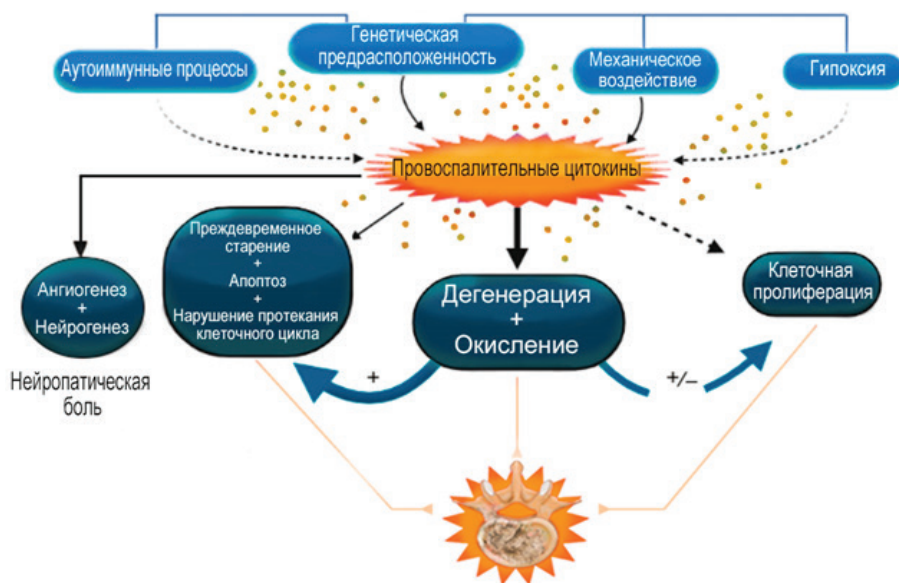 Генетическая
предрасположенность
Аутоиммунные процессы
Механическое
воздействие
Гипоксия
Провоспалительные цитокины
Преждевременное
старение
+
Апоптоз
+
Нарушение протекания
клеточного цикла
Ангиогенез
+
Нейрогенез
Нейропатическая
боль
Дегенерация
+
Окисление
Клеточная
пролиферация
+
+/–